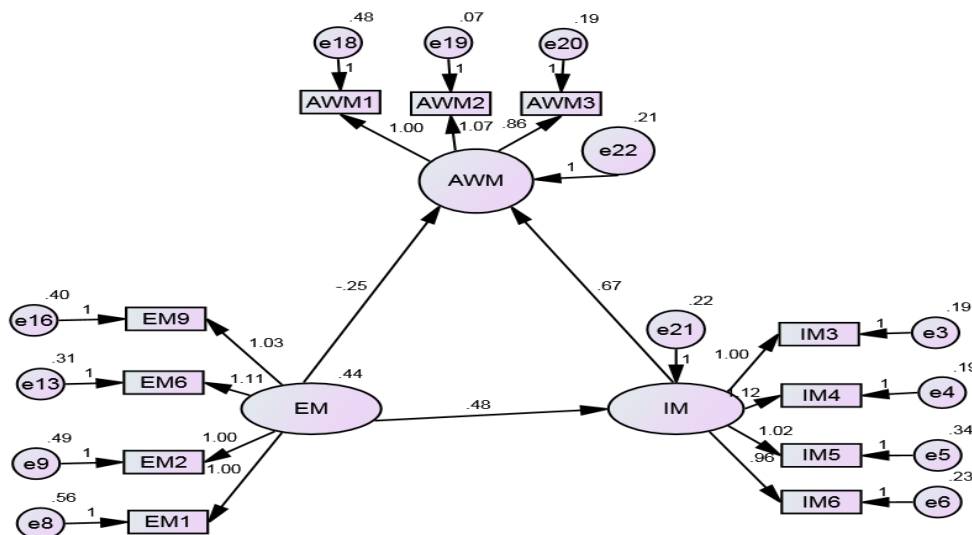 .48
.07
.19
e18
e19
e20
1
1
1
AWM1
AWM2
AWM3
.21
1.00
1.07
.86
e22
AWM
1
-.25
.67
.40
e16
1
EM9
.22
e21
1
.19
IM3
1
e3
1.03
1.00
.31
e13
1
EM6
1.11
.44
EM
.48
IM
1.12
IM4
1
.19
e4
.49
e9
1
EM2
1.00
1.00
1.02
IM5
1
.34
e5
.96
.56
e8
1
EM1
IM6
1
.23
e6